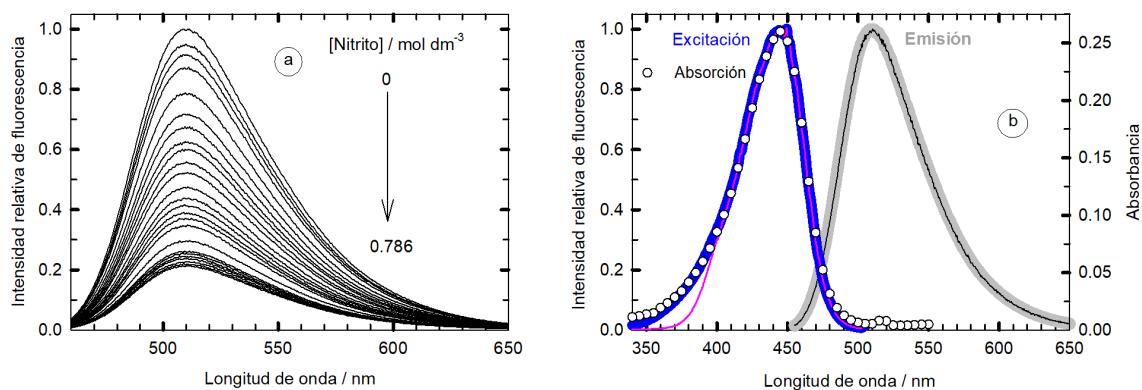 a
[Nitrito] / mol dm-3
0
0.786
Intensidad relativa de fluorescencia
1.0
0.8
0.6
0.4
0.2
0.0
500
550
600
650
Longitud de onda / nm
b
Excitación
Emisión
Absorción
Intensidad relativa de fluorescencia
1.0
0.8
0.6
0.4
0.2
0.0
350
400
450
500
550
600
650
Longitud de onda / nm
0.25
0.20
0.15
0.10
0.05
0.00
Absorbancia